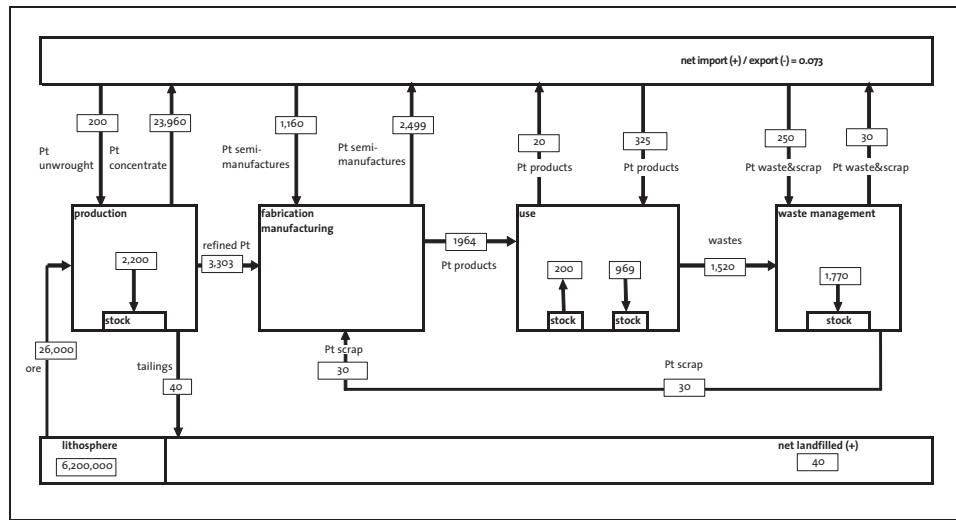 net import (+) / export (-) = 0.073
200
23,960
1,160
2,499
20
325
250
30
Pt
unwrought
Pt
concentrate
Pt semi-
manufactures
Pt semi-
manufactures
Pt products
Pt products
Pt waste&scrap
Pt waste&scrap
production
fabrication
manufacturing
use
waste management
refined Pt
3,303
1964
Pt products
wastes
1,520
2,200
200
969
1,770
stock
stock
stock
stock
26,000
ore
tailings
40
Pt scrap
30
Pt scrap
30
lithosphere
6,200,000
net landfilled (+)
40